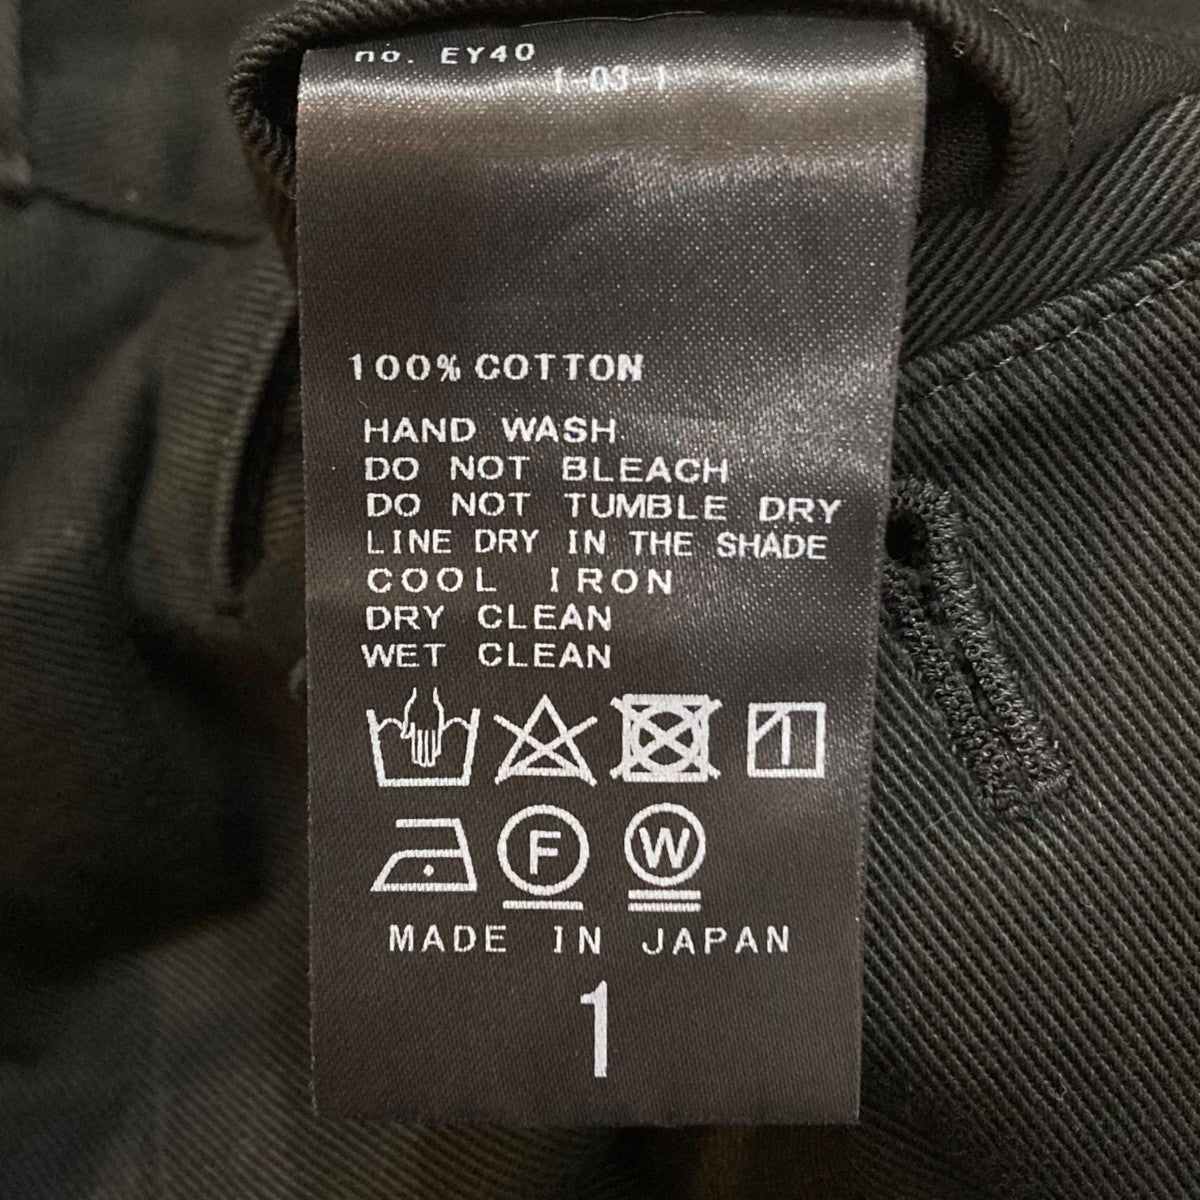 no. EY40
1-03-1
100% COTTON
HAND WASH
DO NOT BLEACH
DO NOT TUMBLE DRY
LINE DRY IN THE SHADE
COOL IRON
DRY CLEAN
WET CLEAN
F
W
MADE IN JAPAN
1